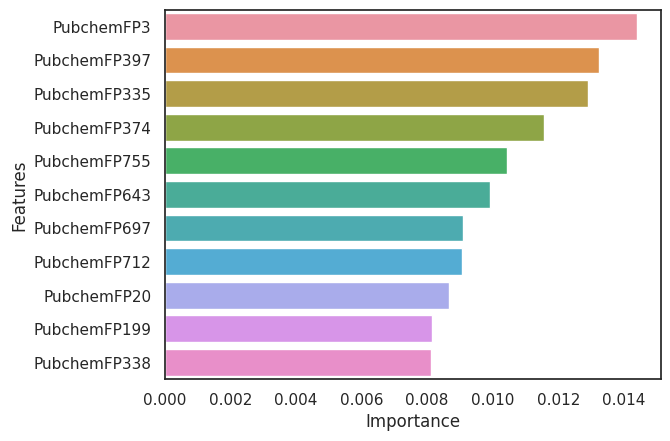 PubchemFP3
PubchemFP397
PubchemFP335
PubchemFP374
PubchemFP755
PubchemFP643
PubchemFP697
PubchemFP712
PubchemFP20
PubchemFP199
PubchemFP338
Features
0.000 0.002 0.004 0.006 0.008 0.010 0.012 0.014
Importance